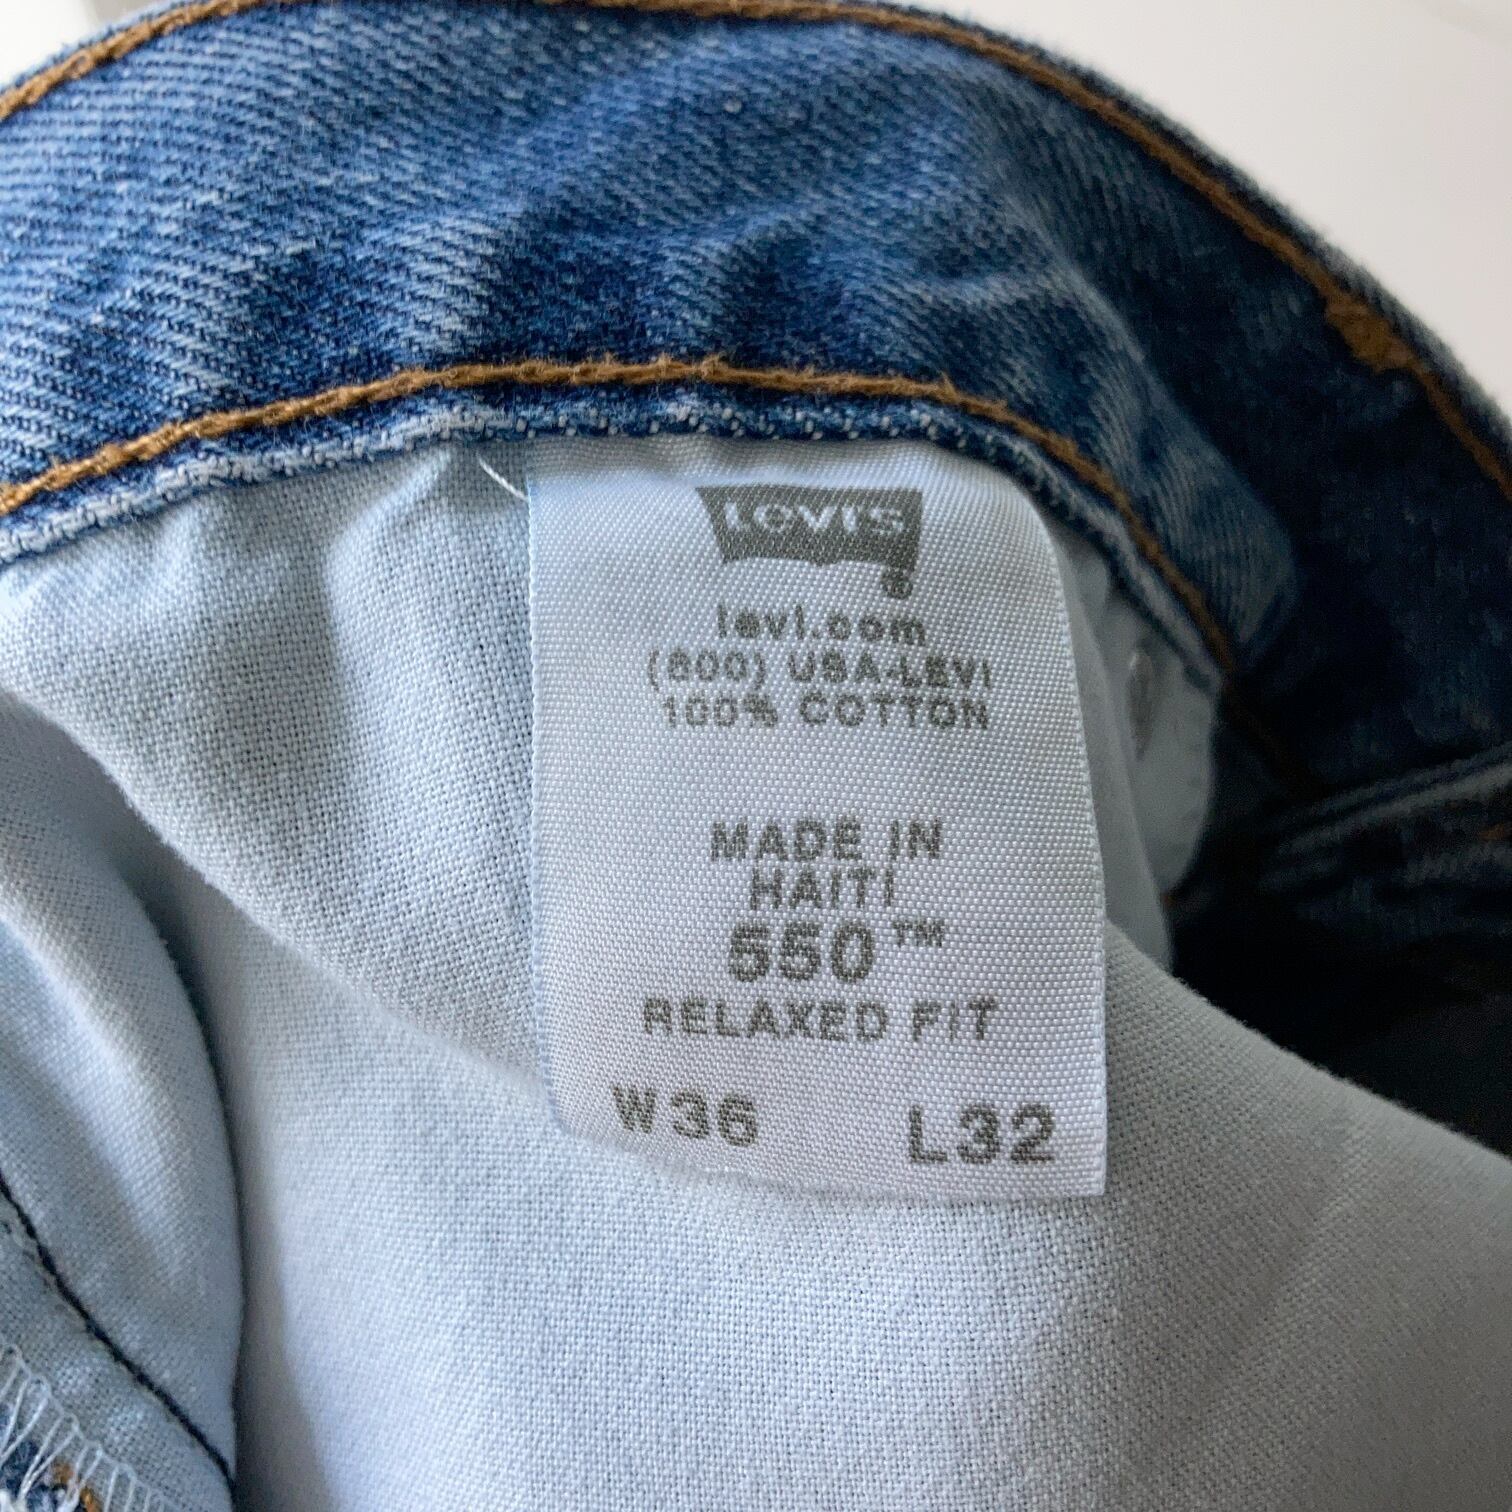 Levi's
levi.com
(800) USA-LEVI
100% COTTON
MADE IN
HAITI
550™
RELAXED FIT
W36 L32